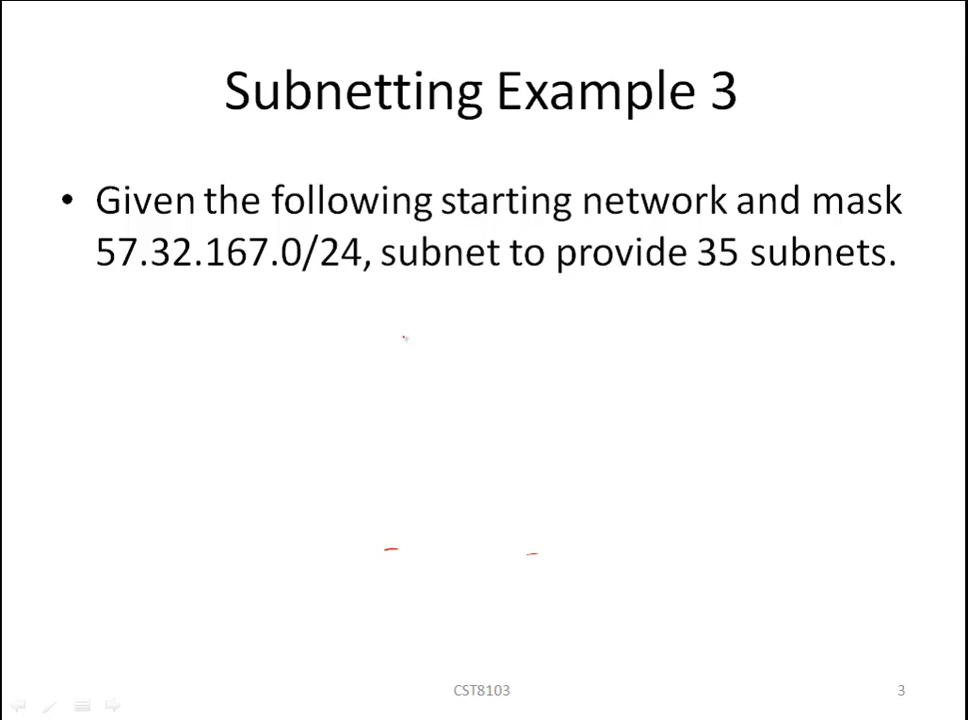 Subnetting Example 3
• Given the following starting network and mask
57.32.167.0/24, subnet to provide 35 subnets.
CST8103
3